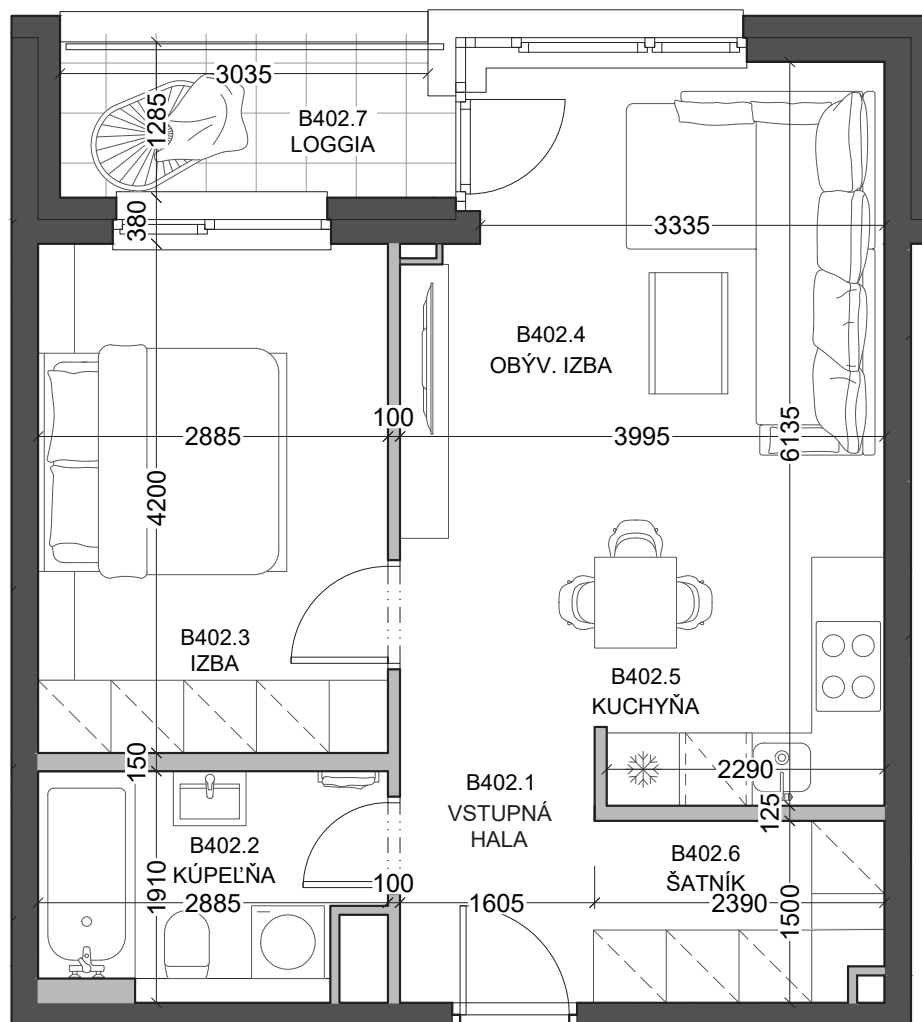 3035
1285
B402.7
LOGGIA
380
3335
B402.4
OBÝV. IZBA
100
2885
3995
6135
4200
B402.3
IZBA
B402.5
KUCHYŇA
150
2290
B402.1
VSTUPNÁ
HALA
125
B402.2
KÚPEĽŇA
B402.6
ŠATNÍK
1910
100
2885
1605
2390
1500